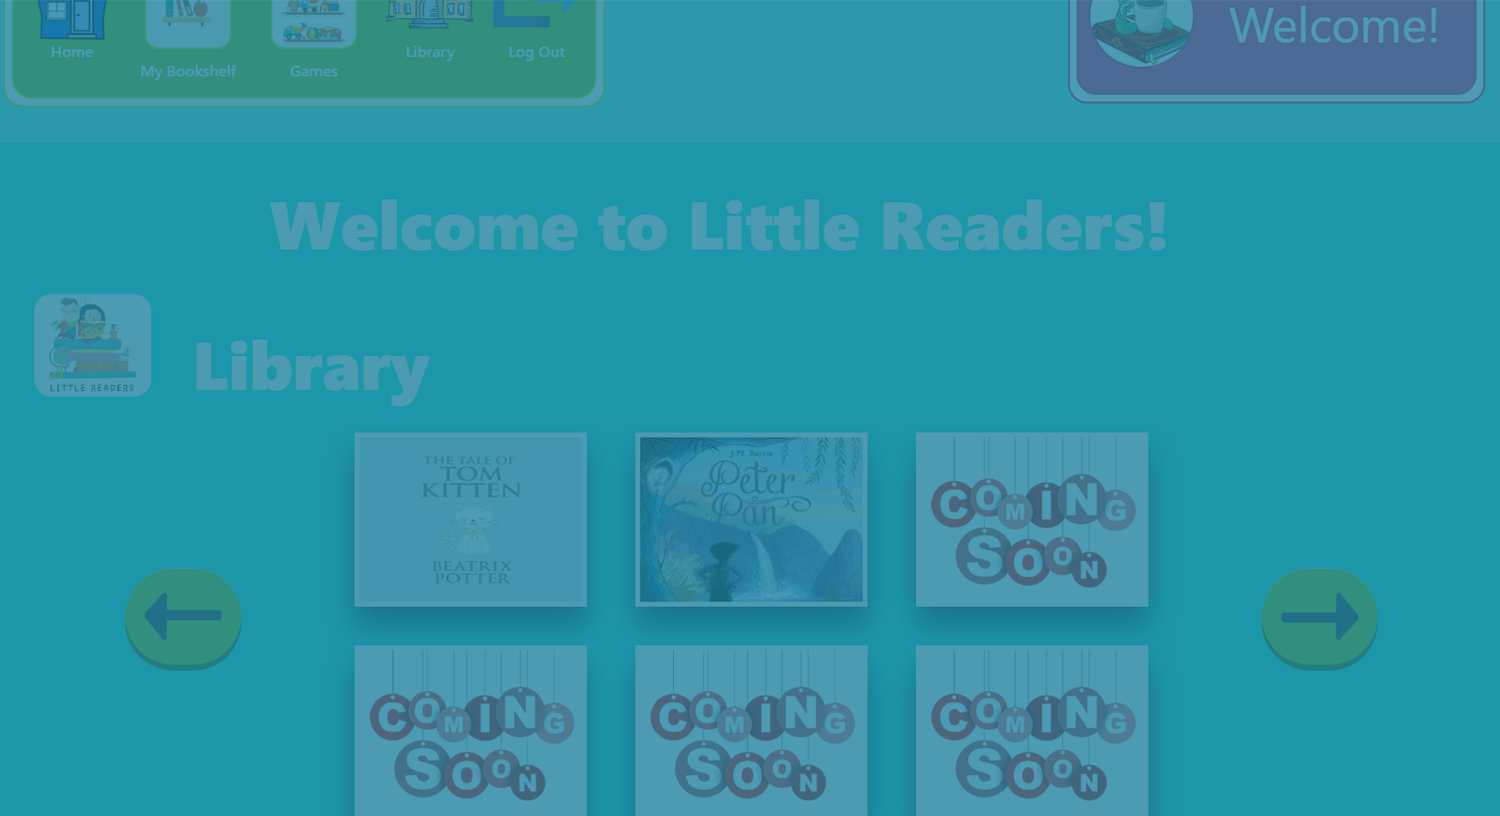 Home
My Bookshelf
Games
Library
Log Out
Welcome!
Welcome to Little Readers!
LITTLE READERS
Library
THE TALE OF
TOM
KITTEN
BEATRIX
POTTER
J.M. Barrie
Peter
Pan
COMING
SOON
COMING
SOON
COMING
SOON
COMING
SOON